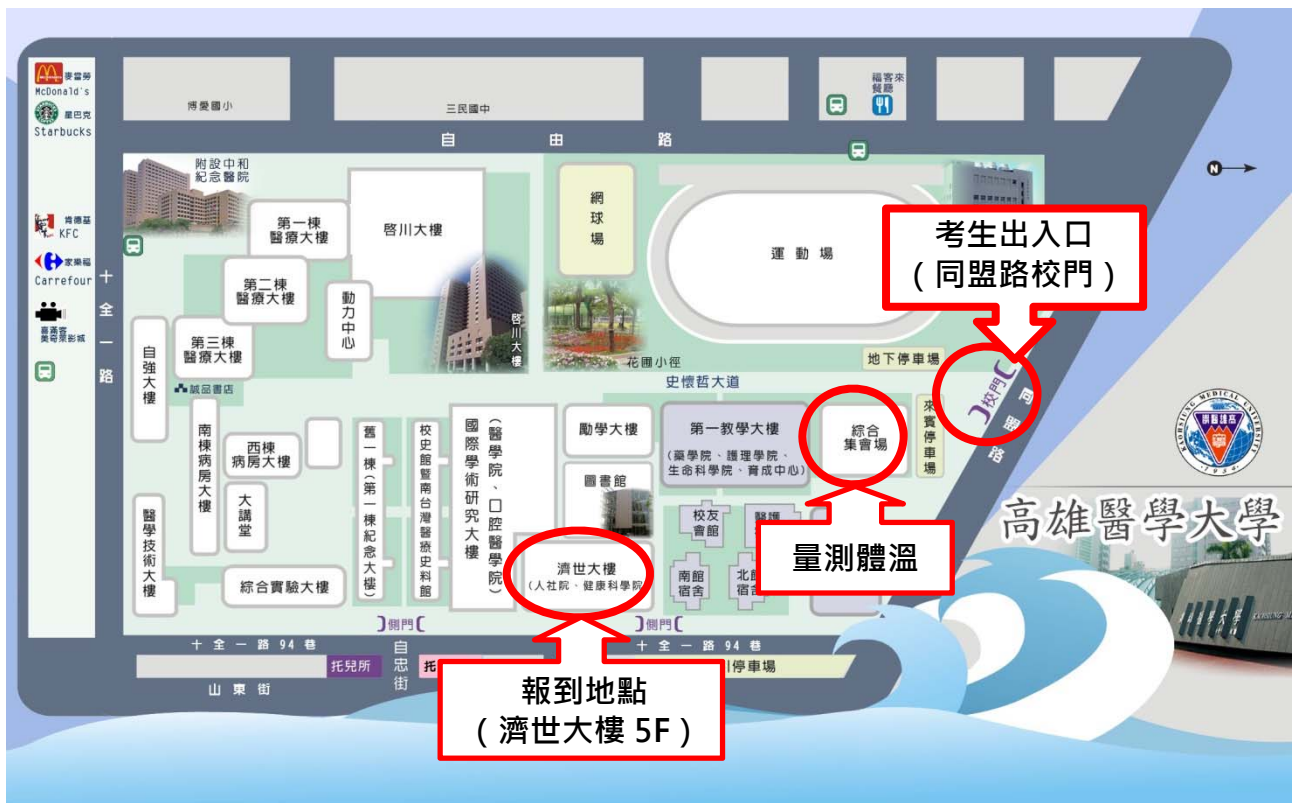 麥當勞
McDonald's
星巴克
Starbucks
肯德基
KFC
家樂福
Carrefour
喜滿客
美奇萊影城
十全一路
博愛國小
三民國中
福客來
餐廳
自由路
附設中和
紀念醫院
第一棟
醫療大樓
啓川大樓
第二棟
醫療大樓
動力中心
啓川大樓
第三棟
醫療大樓
誠品書店
自強大樓
網球場
運動場
考生出入口
(同盟路校門)
N
花圃小徑
地下停車場
史懷哲大道
校門
同盟路
來賓停車場
南棟病房大樓
西棟
病房大樓
大講堂
醫學技術大樓
綜合實驗大樓
舊一棟(第一棟紀念大樓)
校史館暨南台灣醫療史料館
國際學術研究大樓
(醫學院、口腔醫學院)
勵學大樓
圖書館
第一教學大樓
(藥學院、護理學院、
生命科學院、育成中心)
綜合
集會場
校友
會館
醫護
南館
宿舍
北館
宿舍
量測體溫
濟世大樓
(人社院、健康科學院
側門
側門
十全一路94巷
十全一路94巷
自忠街
山東街
托兒所
托
停車場
報到地點
(濟世大樓 5F)
KAOHSIUNG MEDICAL UNIVERSITY
1954
高雄醫學大學